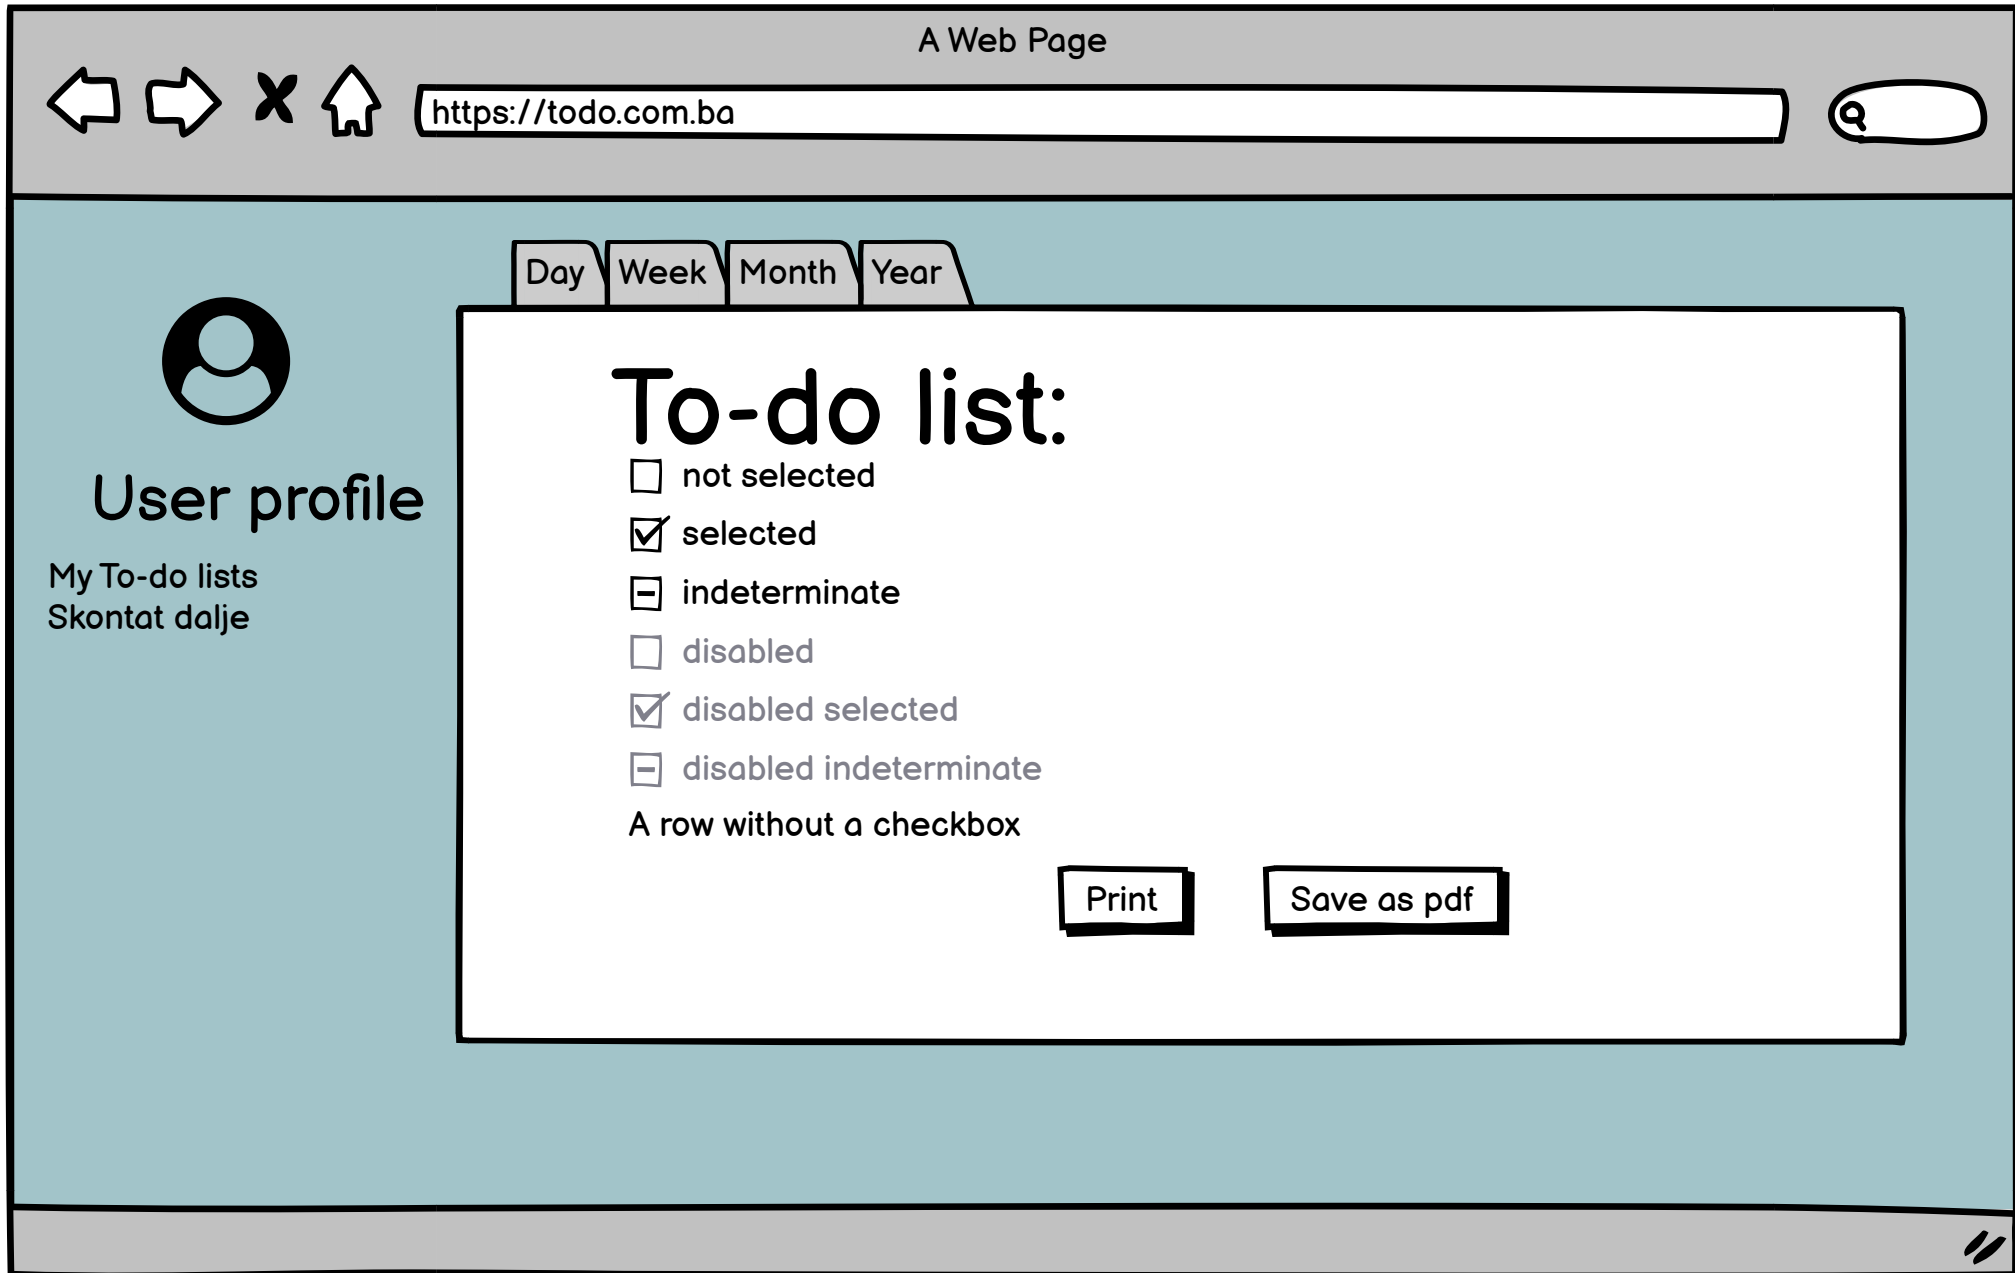 A Web Page
https://todo.com.ba
Day Week Month Year
User profile
My To-do lists
Skontat dalje
To-do list:
not selected
selected
indeterminate
disabled
disabled selected
disabled indeterminate
A row without a checkbox
Print Save as pdf